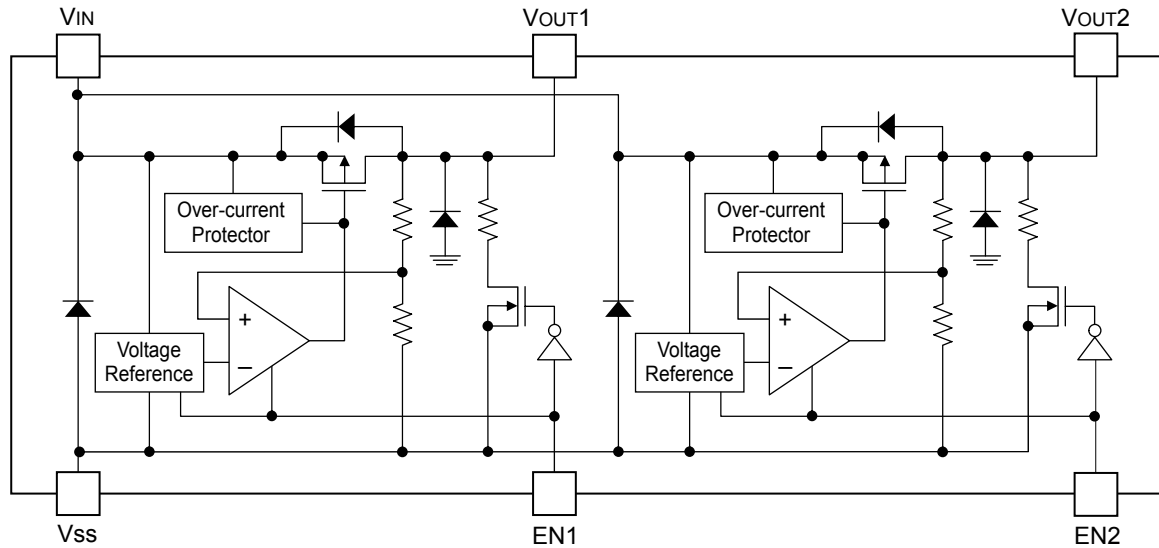 VIN
VOUT1
VOUT2
Over-current
Protector
Over-current
Protector
+
+
Voltage
Reference
−
Voltage
Reference
−
Vss
EN1
EN2